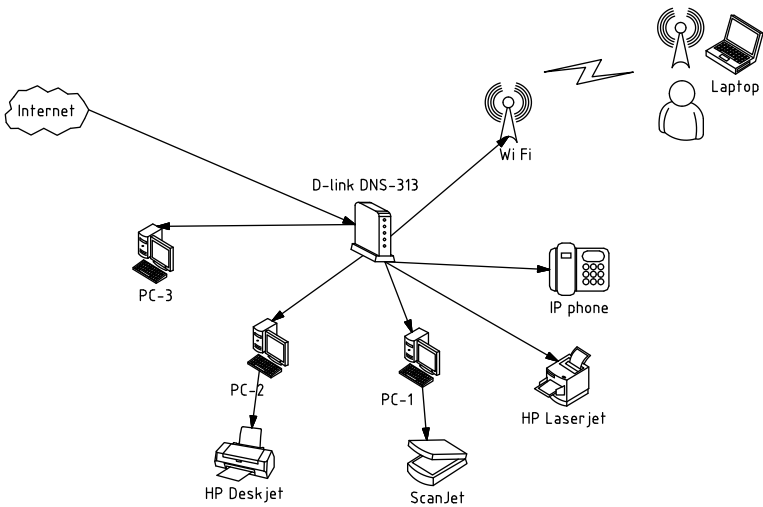 Laptop
Internet
Wi Fi
D-link DNS-313
PC-3
IP phone
PC-2
PC-1
HP Laserjet
HP Deskjet
ScanJet